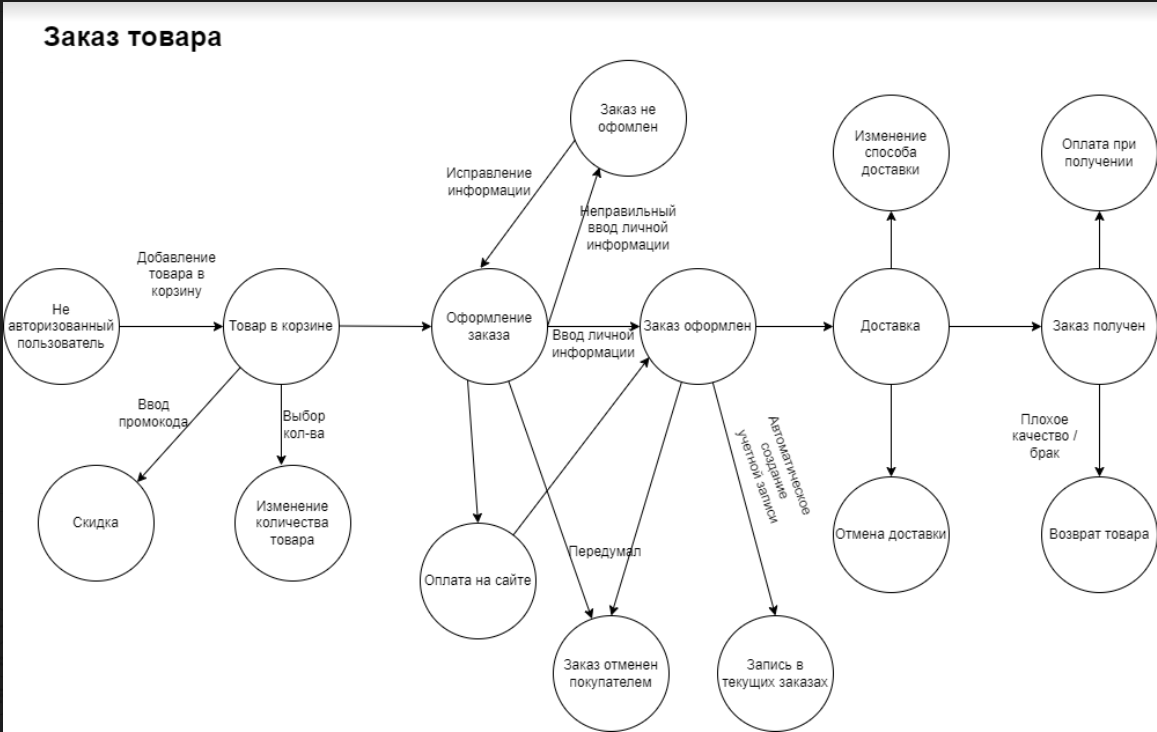 Заказ товара
Заказ не
офомлен
Изменение
способа
доставки
Оплата при
получении
Исправление
информации
Неправильный
ввод личной
информации
Добавление
товара в
корзину
Не
авторизованный
пользователь
Товар в корзине
Оформление
заказа
Ввод личной
информации
Заказ оформлен
Доставка
Заказ получен
Ввод
промокода
Выбор
кол-ва
Автоматическое
создание
учетной записи
Плохое
качество /
брак
Скидка
Изменение
количества
товара
Оплата на сайте
Передумал
Отмена доставки
Возврат товара
Заказ отменен
покупателем
Запись в
текущих заказах